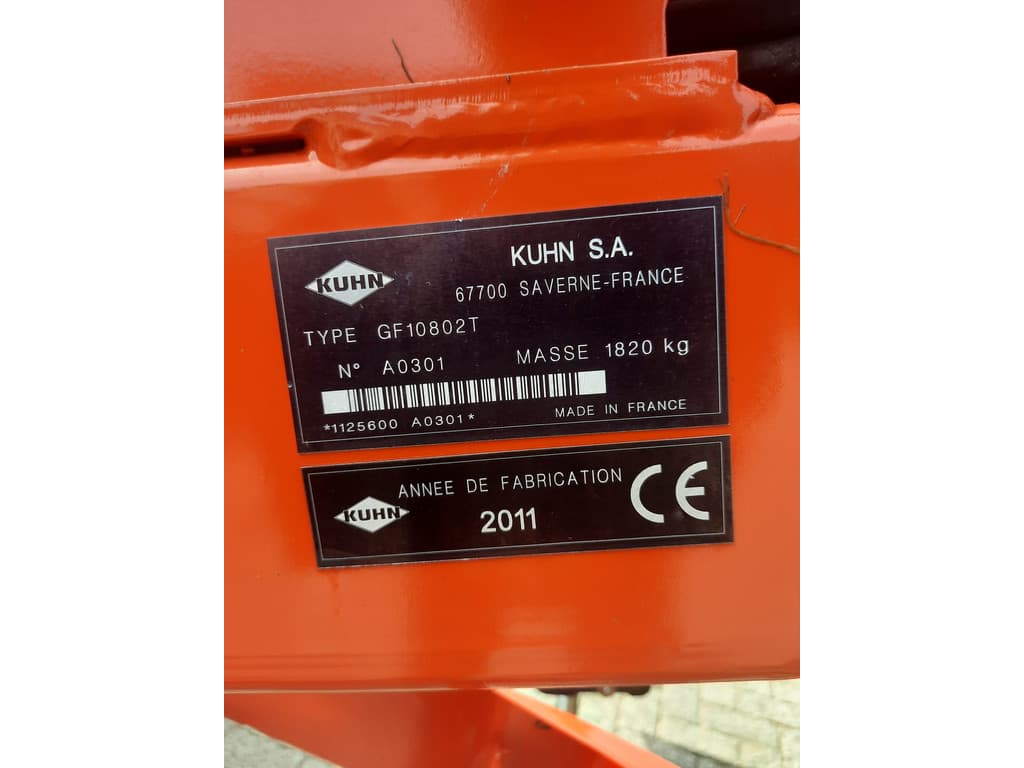 KUHN
KUHN S.A.
67700 SAVERNE-FRANCE
TYPE GF10802T
N° A0301 MASSE 1820 kg
*1125600 A0301*
MADE IN FRANCE
KUHN
ANNEE DE FABRICATION
2011
CE